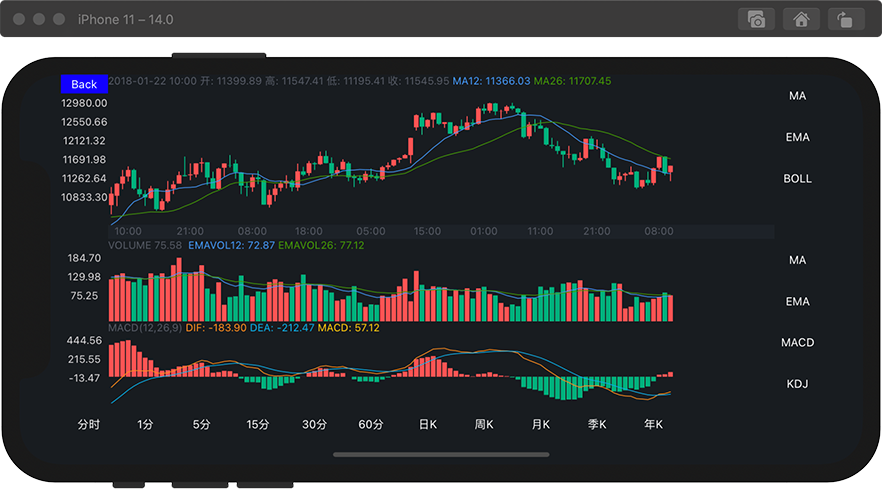 iPhone 11 – 14.0
Back
2018-01-22 10:00 开: 11399.89 高: 11547.41 低: 11195.41 收: 11545.95 MA12: 11366.03 MA26: 11707.45
12980.00
12550.66
12121.32
11691.98
11262.64
10833.30
MA
EMA
BOLL
10:00 21:00 08:00 18:00 05:00 15:00 01:00 11:00 21:00 08:00
VOLUME 75.58 EMAVOL12: 72.87 EMAVOL26: 77.12
184.70
129.98
75.25
MA
EMA
MACD(12,26,9) DIF: -183.90 DEA: -212.47 MACD: 57.12
444.56
215.55
-13.47
MACD
KDJ
分时 1分 5分 15分 30分 60分 日K 周K 月K 季K 年K